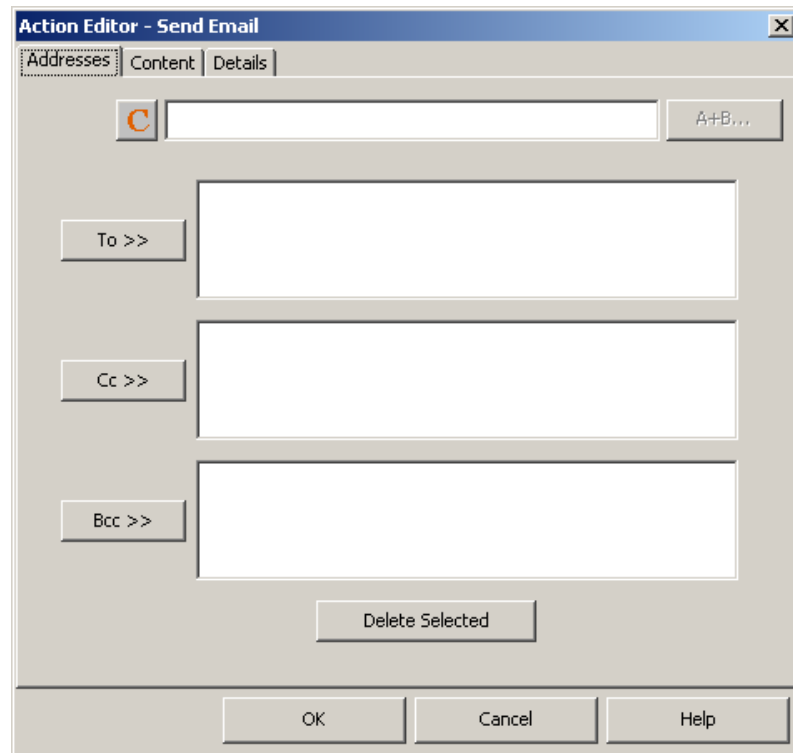 Action Editor - Send Email
Addresses Content Details
C A+B...
To >>
Cc >>
Bcc >>
Delete Selected
OK Cancel Help